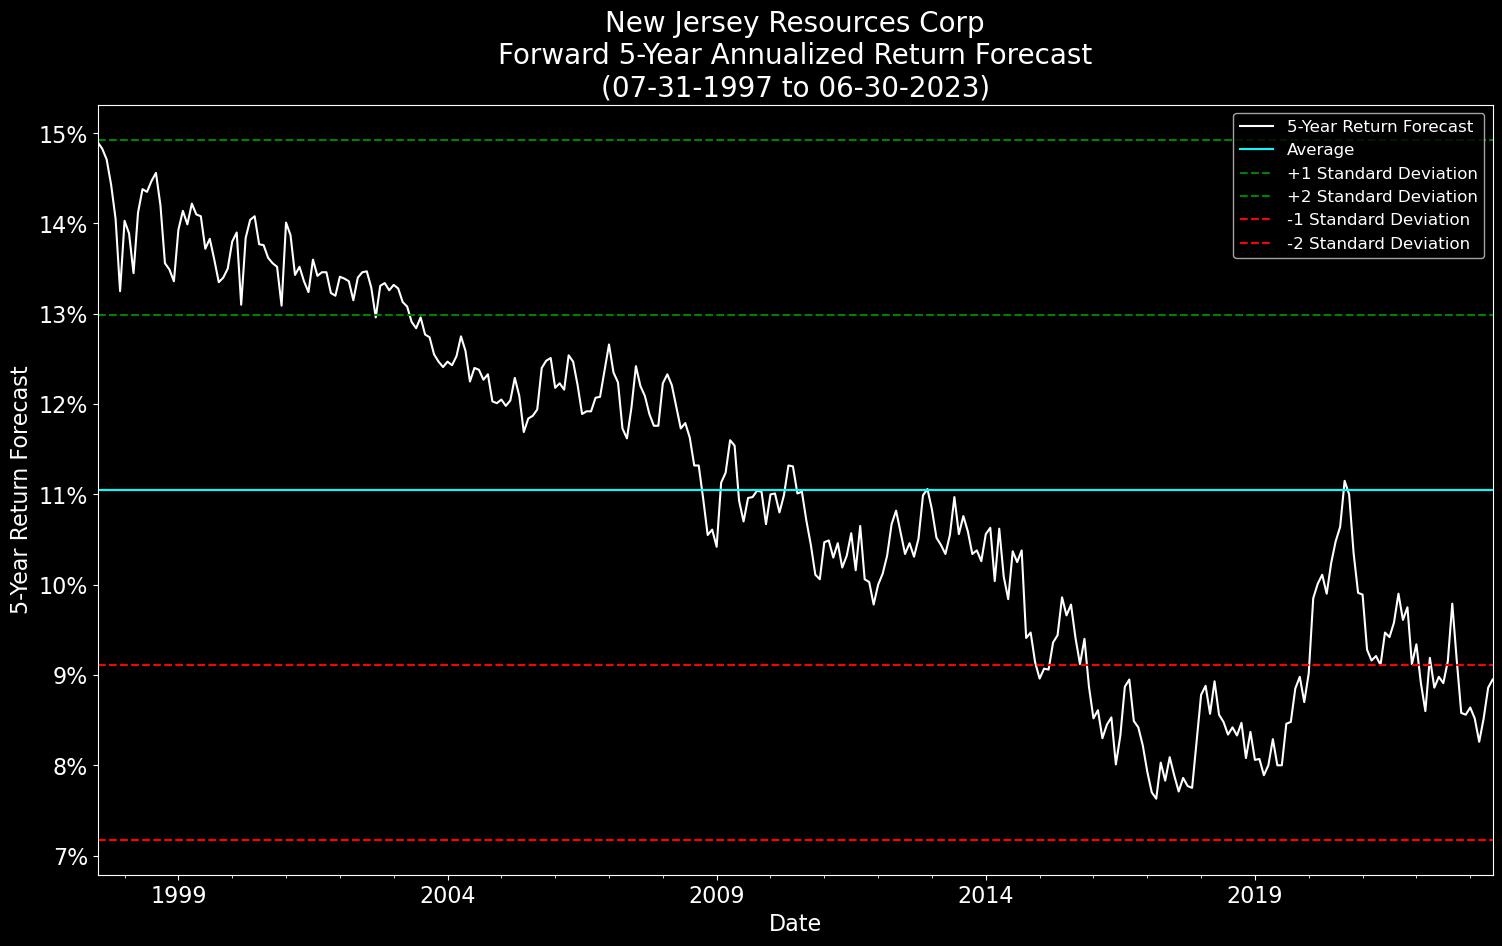 New Jersey Resources Corp
Forward 5-Year Annualized Return Forecast
(07-31-1997 to 06-30-2023)
5-Year Return Forecast
Average
+1 Standard Deviation
+2 Standard Deviation
-1 Standard Deviation
-2 Standard Deviation
15%
14%
13%
12%
11%
10%
9%
8%
7%
5-Year Return Forecast
1999 2004 2009 2014 2019
Date